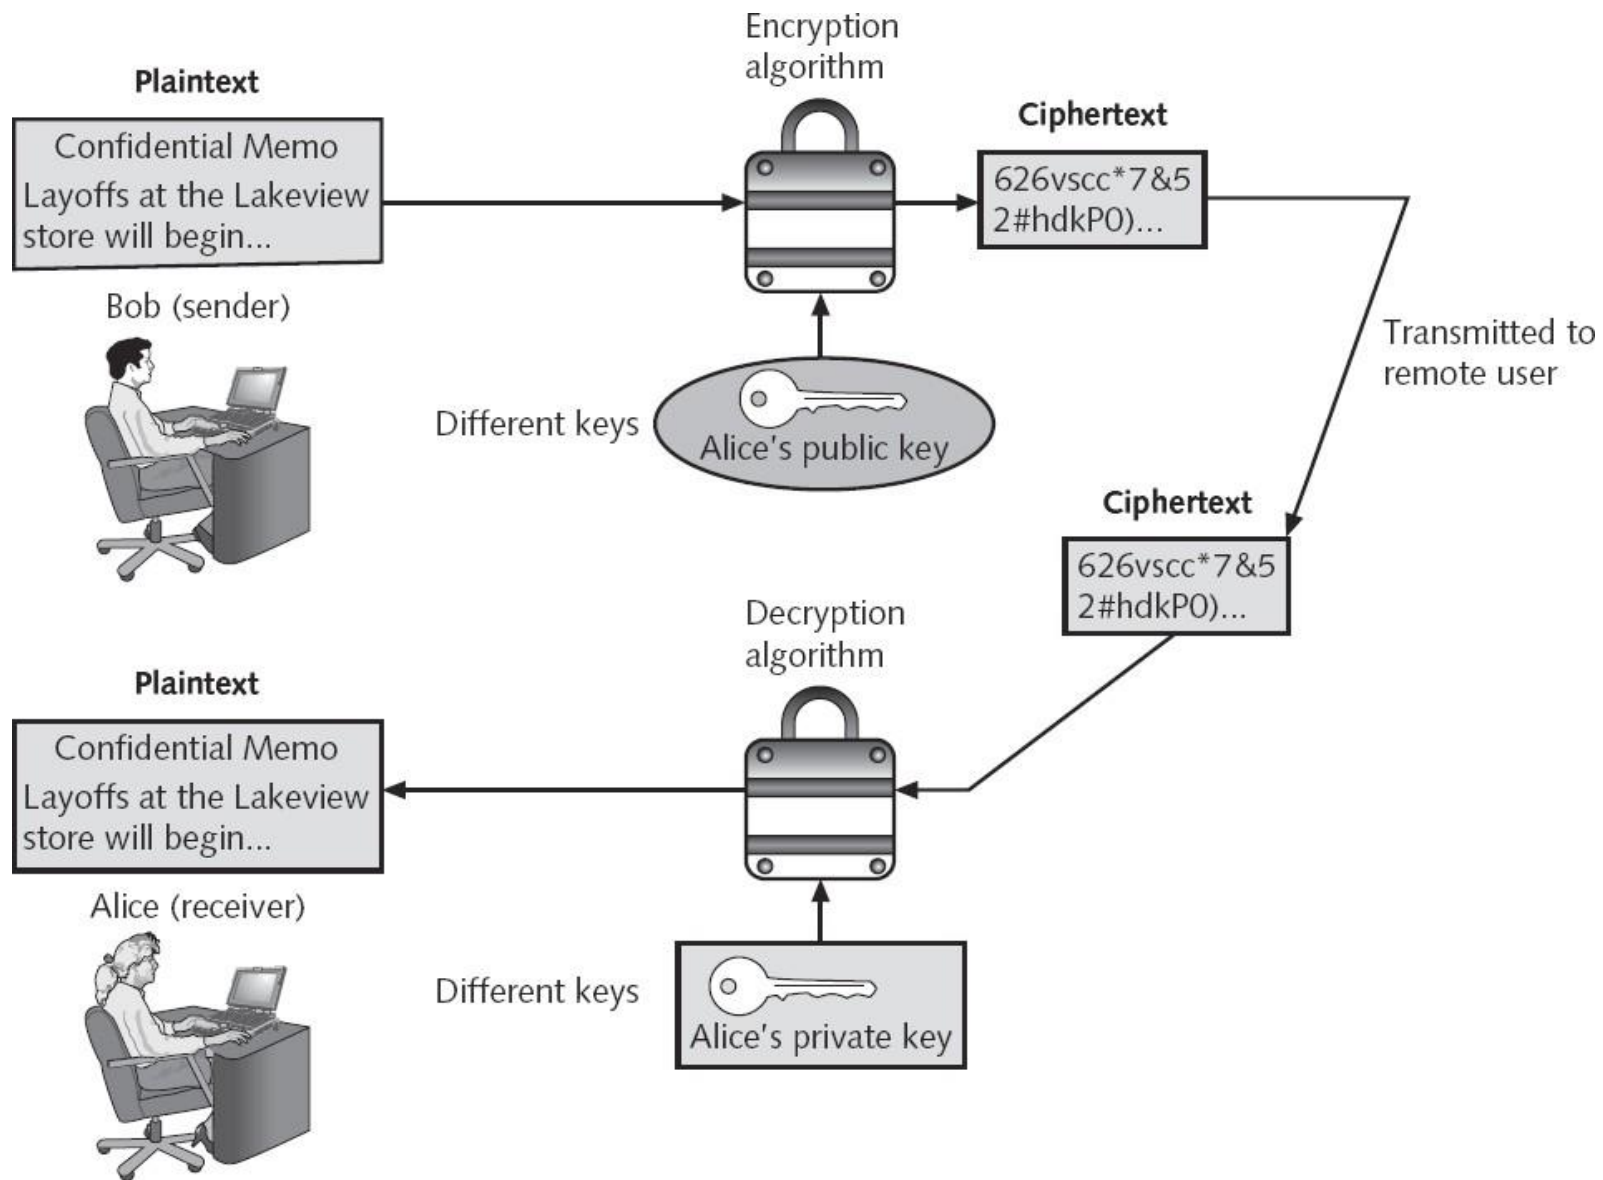 Encryption
algorithm
Plaintext
Ciphertext
Confidential Memo
Layoffs at the Lakeview
store will begin...
626vscc*7&5
2#hdkP0)...
Bob (sender)
Transmitted to
remote user
Different keys
Alice's public key
Ciphertext
626vscc*7&5
2#hdkP0)...
Decryption
algorithm
Plaintext
Confidential Memo
Layoffs at the Lakeview
store will begin...
Alice (receiver)
Different keys
Alice's private key